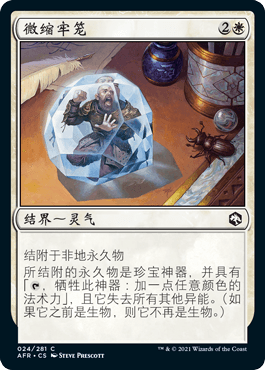 微缩牢笼 2
结界～灵气
结附于非地永久物
所结附的永久物是珍宝神器，并具有
「，牺牲此神器：加一点任意颜色的
法术力」，且它失去所有其他异能。（如
果它之前是生物，则它不再是生物。）
024/281 C
AFR • CS STEVE PRESCOTT
™ & © 2021 Wizards of the Coast